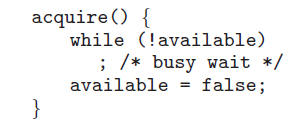 acquire() {
while (!available)
; /* busy wait */
available = false;
}